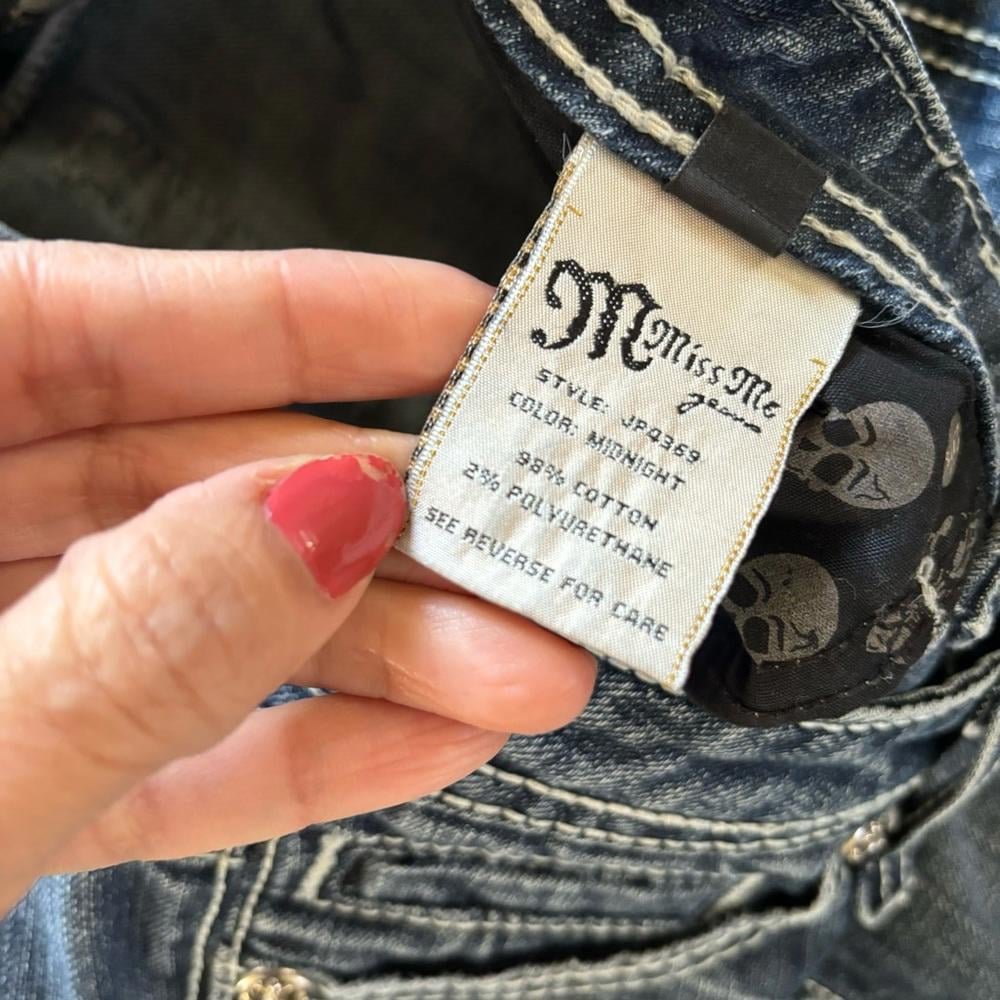 M Miss Me
jeans
STYLE: JP4369
COLOR: MIDNIGHT
98% COTTON
2% POLYURETHANE
SEE REVERSE FOR CARE